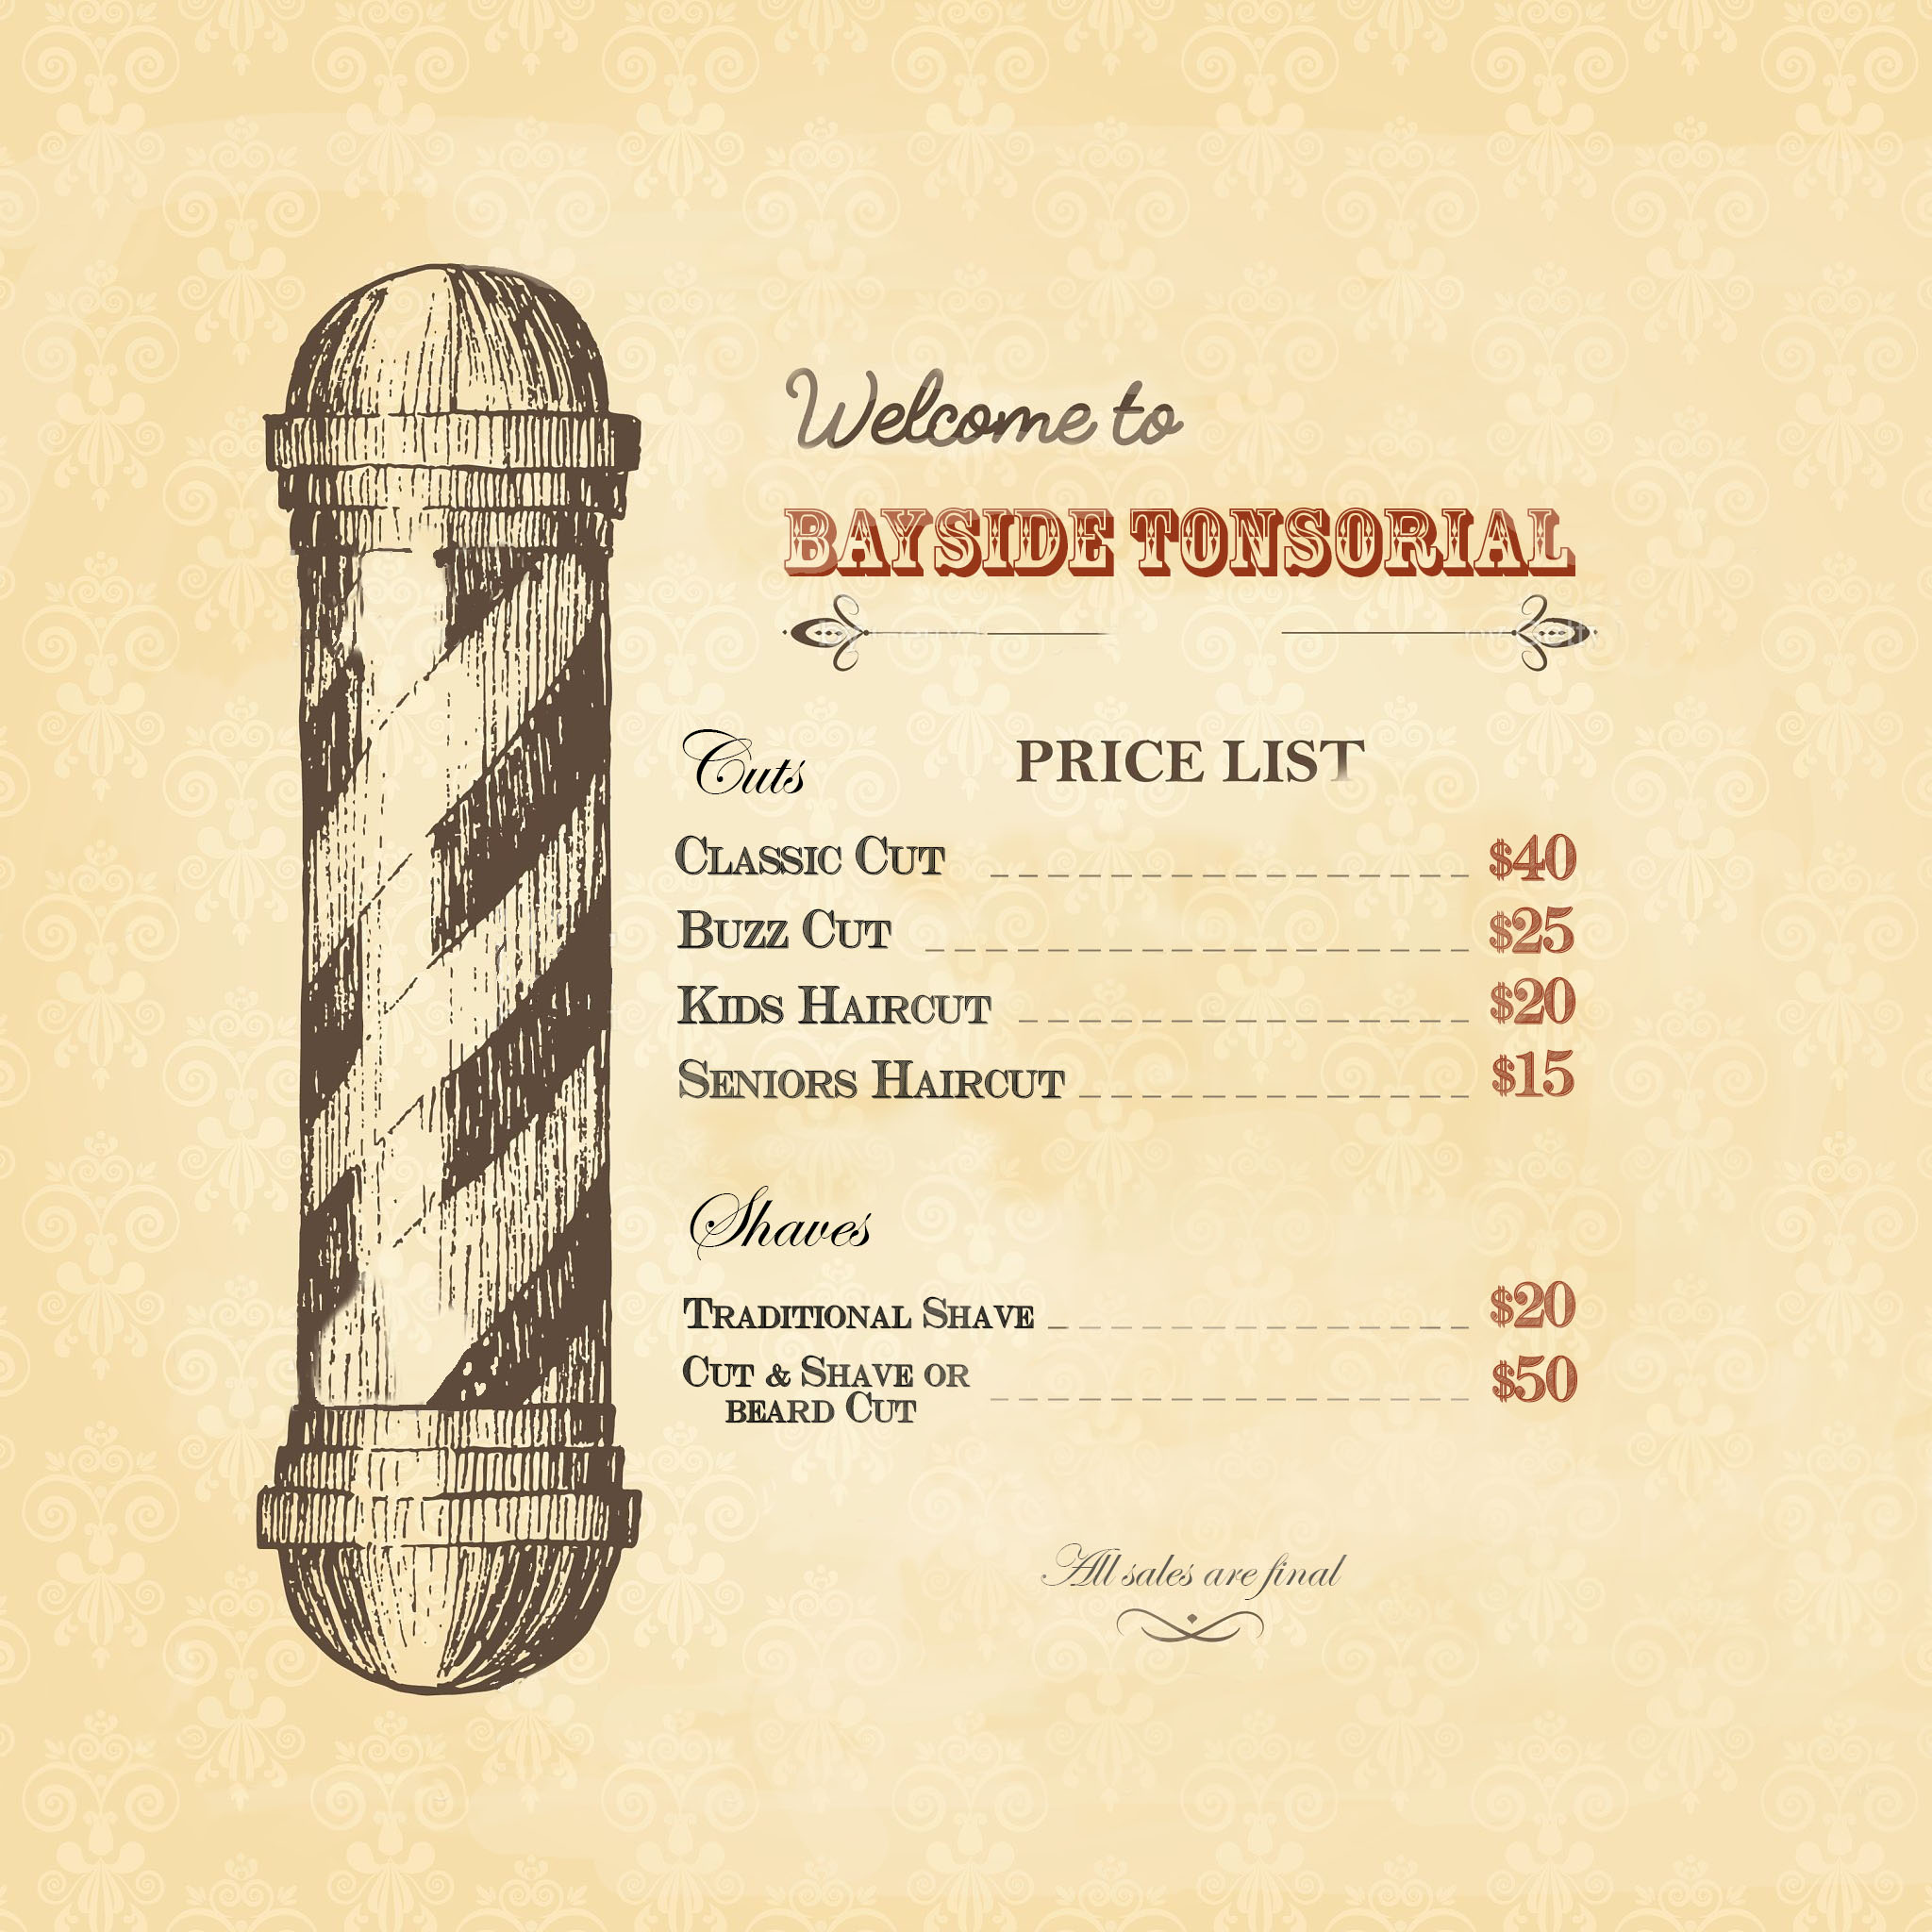 Welcome to
BAYSIDE TONSORIAL
Cuts
PRICE LIST
CLASSIC CUT $40
BUZZ CUT $25
KIDS HAIRCUT $20
SENIORS HAIRCUT $15
Shaves
TRADITIONAL SHAVE $20
CUT & SHAVE OR
BEARD CUT $50
All sales are final